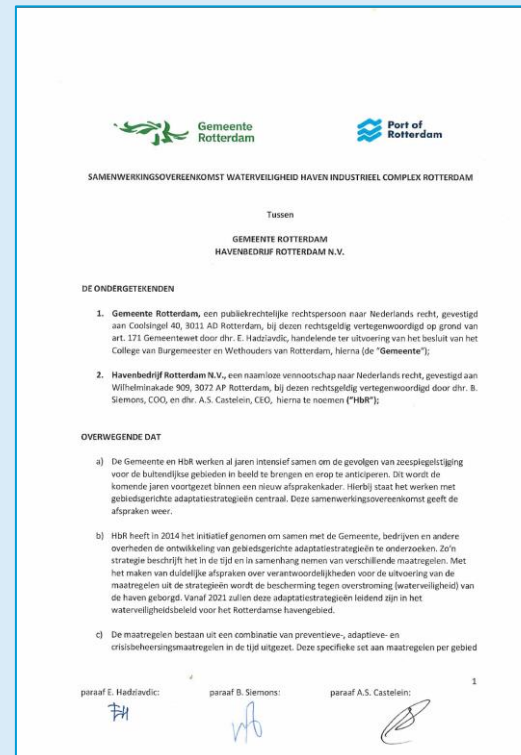 Gemeente
Rotterdam
Port of
Rotterdam
SAMENWERKINGSOVEREENKOMST WATERVEILIGHEID HAVEN INDUSTRIEEL COMPLEX ROTTERDAM
Tussen
GEMEENTE ROTTERDAM
HAVENBEDRIJF ROTTERDAM N.V.
DE ONDERGETEKENDEN
1. Gemeente Rotterdam, een publiekrechtelijke rechtspersoon naar Nederlands recht, gevestigd
aan Coolsingel 40, 3011 AD Rotterdam, bij dezen rechtsgeldig vertegenwoordigd op grond van
art. 171 Gemeentewet door dhr. E. Hadziavdic, handelende ter uitvoering van het besluit van het
College van Burgemeester en Wethouders van Rotterdam, hierna (de "Gemeente");
2. Havenbedrijf Rotterdam N.V., een naamloze vennootschap naar Nederlands recht, gevestigd aan
Wilhelminakade 909, 3072 AP Rotterdam, bij dezen rechtsgeldig vertegenwoordigd door dhr. B.
Siemons, COO, en dhr. A.S. Castelein, CEO, hierna te noemen ("HbR");
OVERWEGENDE DAT
a) De Gemeente en HbR werken al jaren intensief samen om de gevolgen van zeespiegelstijging
voor de buitendijkse gebieden in beeld te brengen en erop te anticiperen. Dit wordt de
komende jaren voortgezet binnen een nieuw afsprakenkader. Hierbij staat het werken met
gebiedsgerichte adaptatiestrategieën centraal. Deze samenwerkingsovereenkomst geeft de
afspraken weer.
b) HbR heeft in 2014 het initiatief genomen om samen met de Gemeente, bedrijven en andere
overheden de ontwikkeling van gebiedsgerichte adaptatiestrategieën te onderzoeken. Zo'n
strategie beschrijft het in de tijd en in samenhang nemen van verschillende maatregelen. Met
het maken van duidelijke afspraken over verantwoordelijkheden voor de uitvoering van de
maatregelen uit de strategieën wordt de bescherming tegen overstroming (waterveiligheid) van
de haven geborgd. Vanaf 2021 zullen deze adaptatiestrategieën leidend zijn in het
waterveiligheidsbeleid voor het Rotterdamse havengebied.
c) De maatregelen bestaan uit een combinatie van preventieve-, adaptieve- en
crisisbeheersingsmaatregelen in de tijd uitgezet. Deze specifieke set aan maatregelen per gebied
1
paraaf E. Hadziavdic:
paraaf B. Siemons:
paraaf A.S. Castelein: